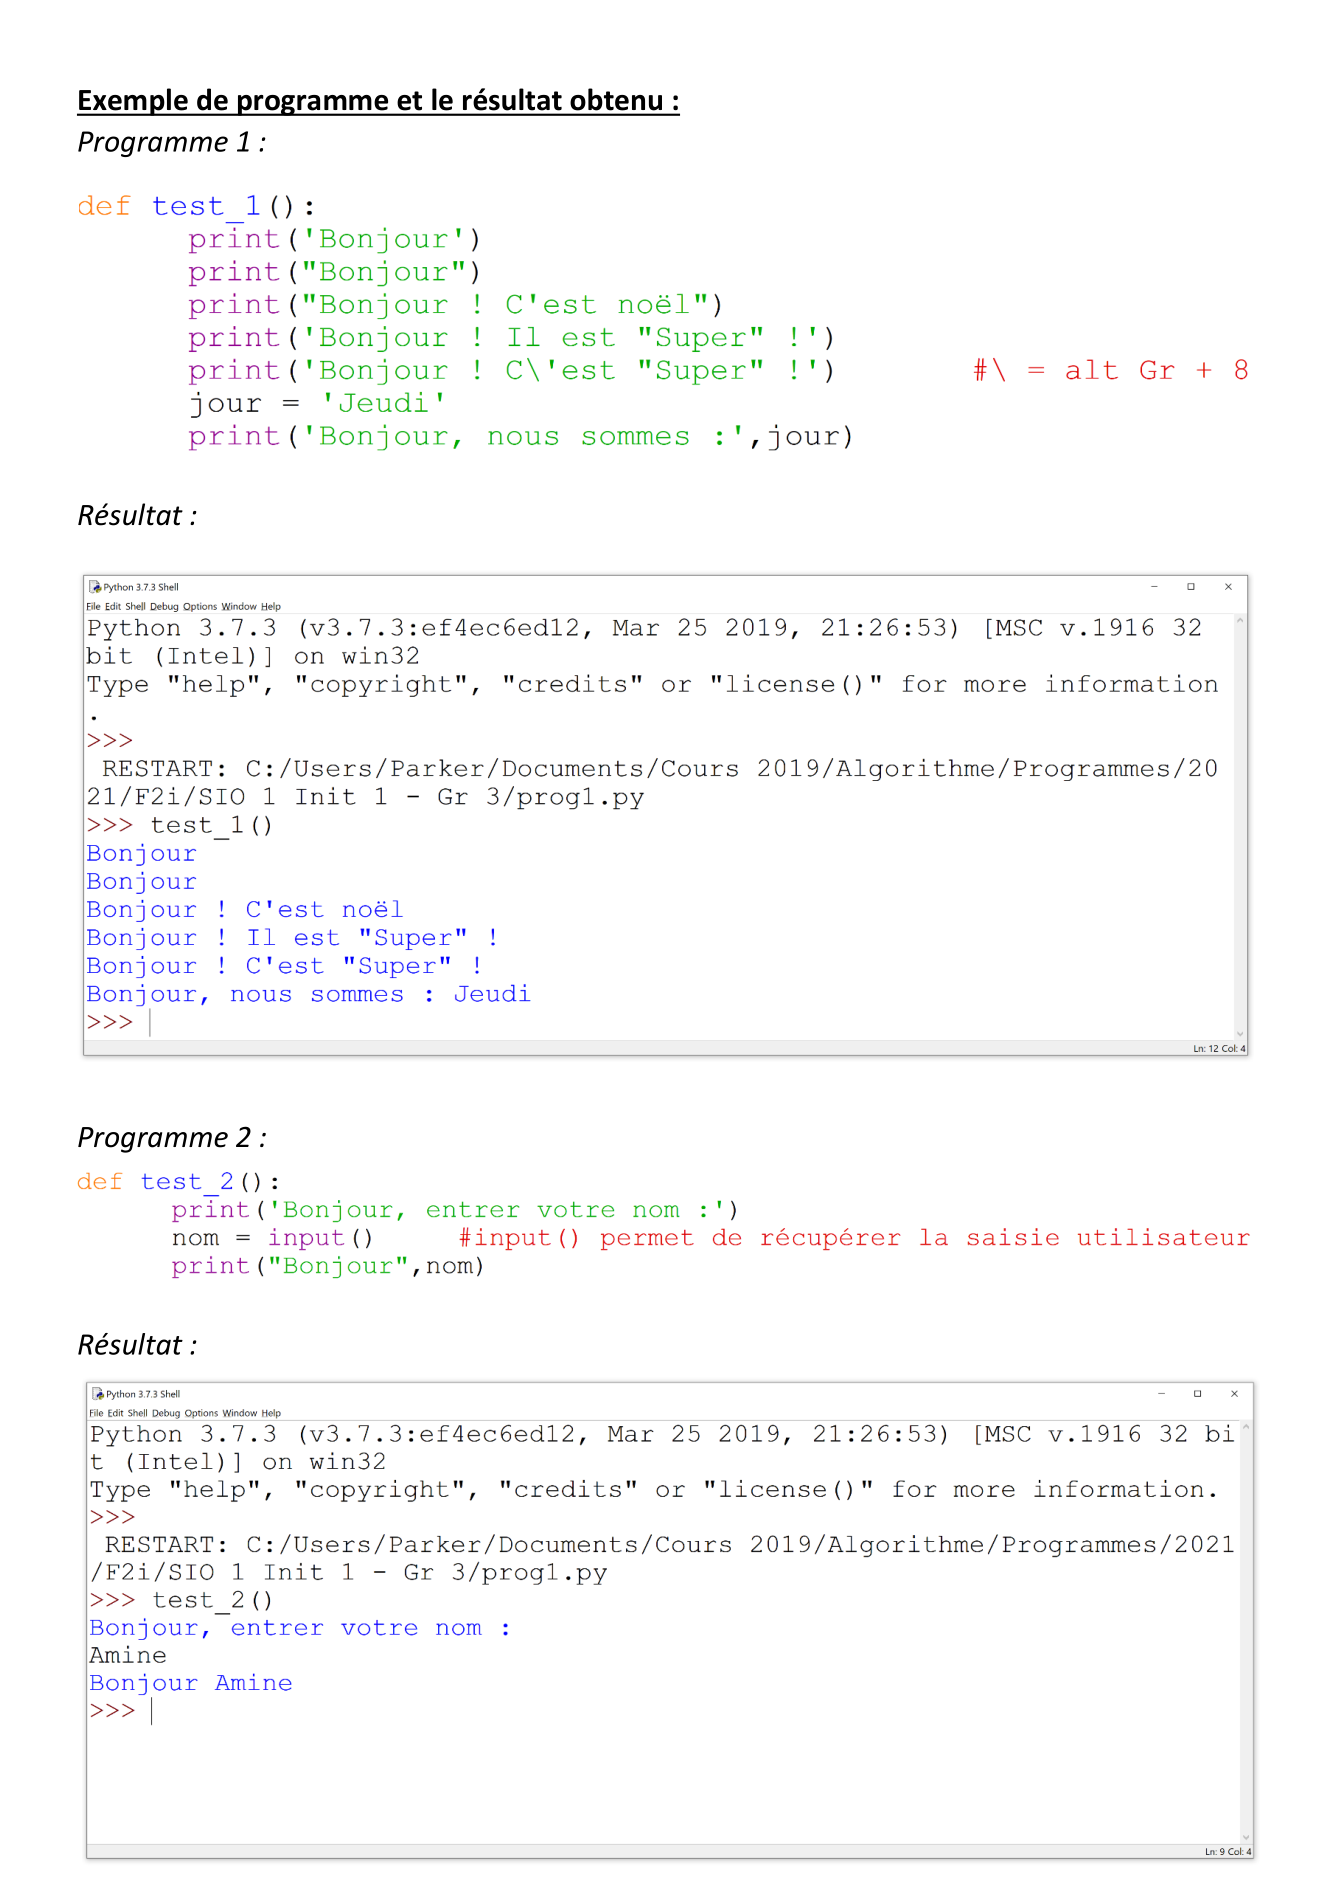 Exemple de programme et le résultat obtenu :
Programme 1 :
def test_1():
print('Bonjour')
print("Bonjour")
print("Bonjour ! C'est noël")
print('Bonjour ! Il est "Super" !')
print('Bonjour ! C\'est "Super" !') #\ = alt Gr + 8
jour = 'Jeudi'
print('Bonjour, nous sommes :',jour)
Résultat :
Python 3.7.3 Shell
File Edit Shell Debug Options Window Help
Python 3.7.3 (v3.7.3:ef4ec6ed12, Mar 25 2019, 21:26:53) [MSC v.1916 32
bit (Intel)] on win32
Type "help", "copyright", "credits" or "license()" for more information
.
>>>
RESTART: C:/Users/Parker/Documents/Cours 2019/Algorithme/Programmes/20
21/F2i/SIO 1 Init 1 - Gr 3/prog1.py
>>> test_1()
Bonjour
Bonjour
Bonjour ! C'est noël
Bonjour ! Il est "Super" !
Bonjour ! C'est "Super" !
Bonjour, nous sommes : Jeudi
>>>
Ln: 12 Col: 4
Programme 2 :
def test_2():
print('Bonjour, entrer votre nom :')
nom = input() #input() permet de récupérer la saisie utilisateur
print("Bonjour",nom)
Résultat :
Python 3.7.3 Shell
File Edit Shell Debug Options Window Help
Python 3.7.3 (v3.7.3:ef4ec6ed12, Mar 25 2019, 21:26:53) [MSC v.1916 32 bi
t (Intel)] on win32
Type "help", "copyright", "credits" or "license()" for more information.
>>>
RESTART: C:/Users/Parker/Documents/Cours 2019/Algorithme/Programmes/2021
/F2i/SIO 1 Init 1 - Gr 3/prog1.py
>>> test_2()
Bonjour, entrer votre nom :
Amine
Bonjour Amine
>>>
Ln: 9 Col: 4